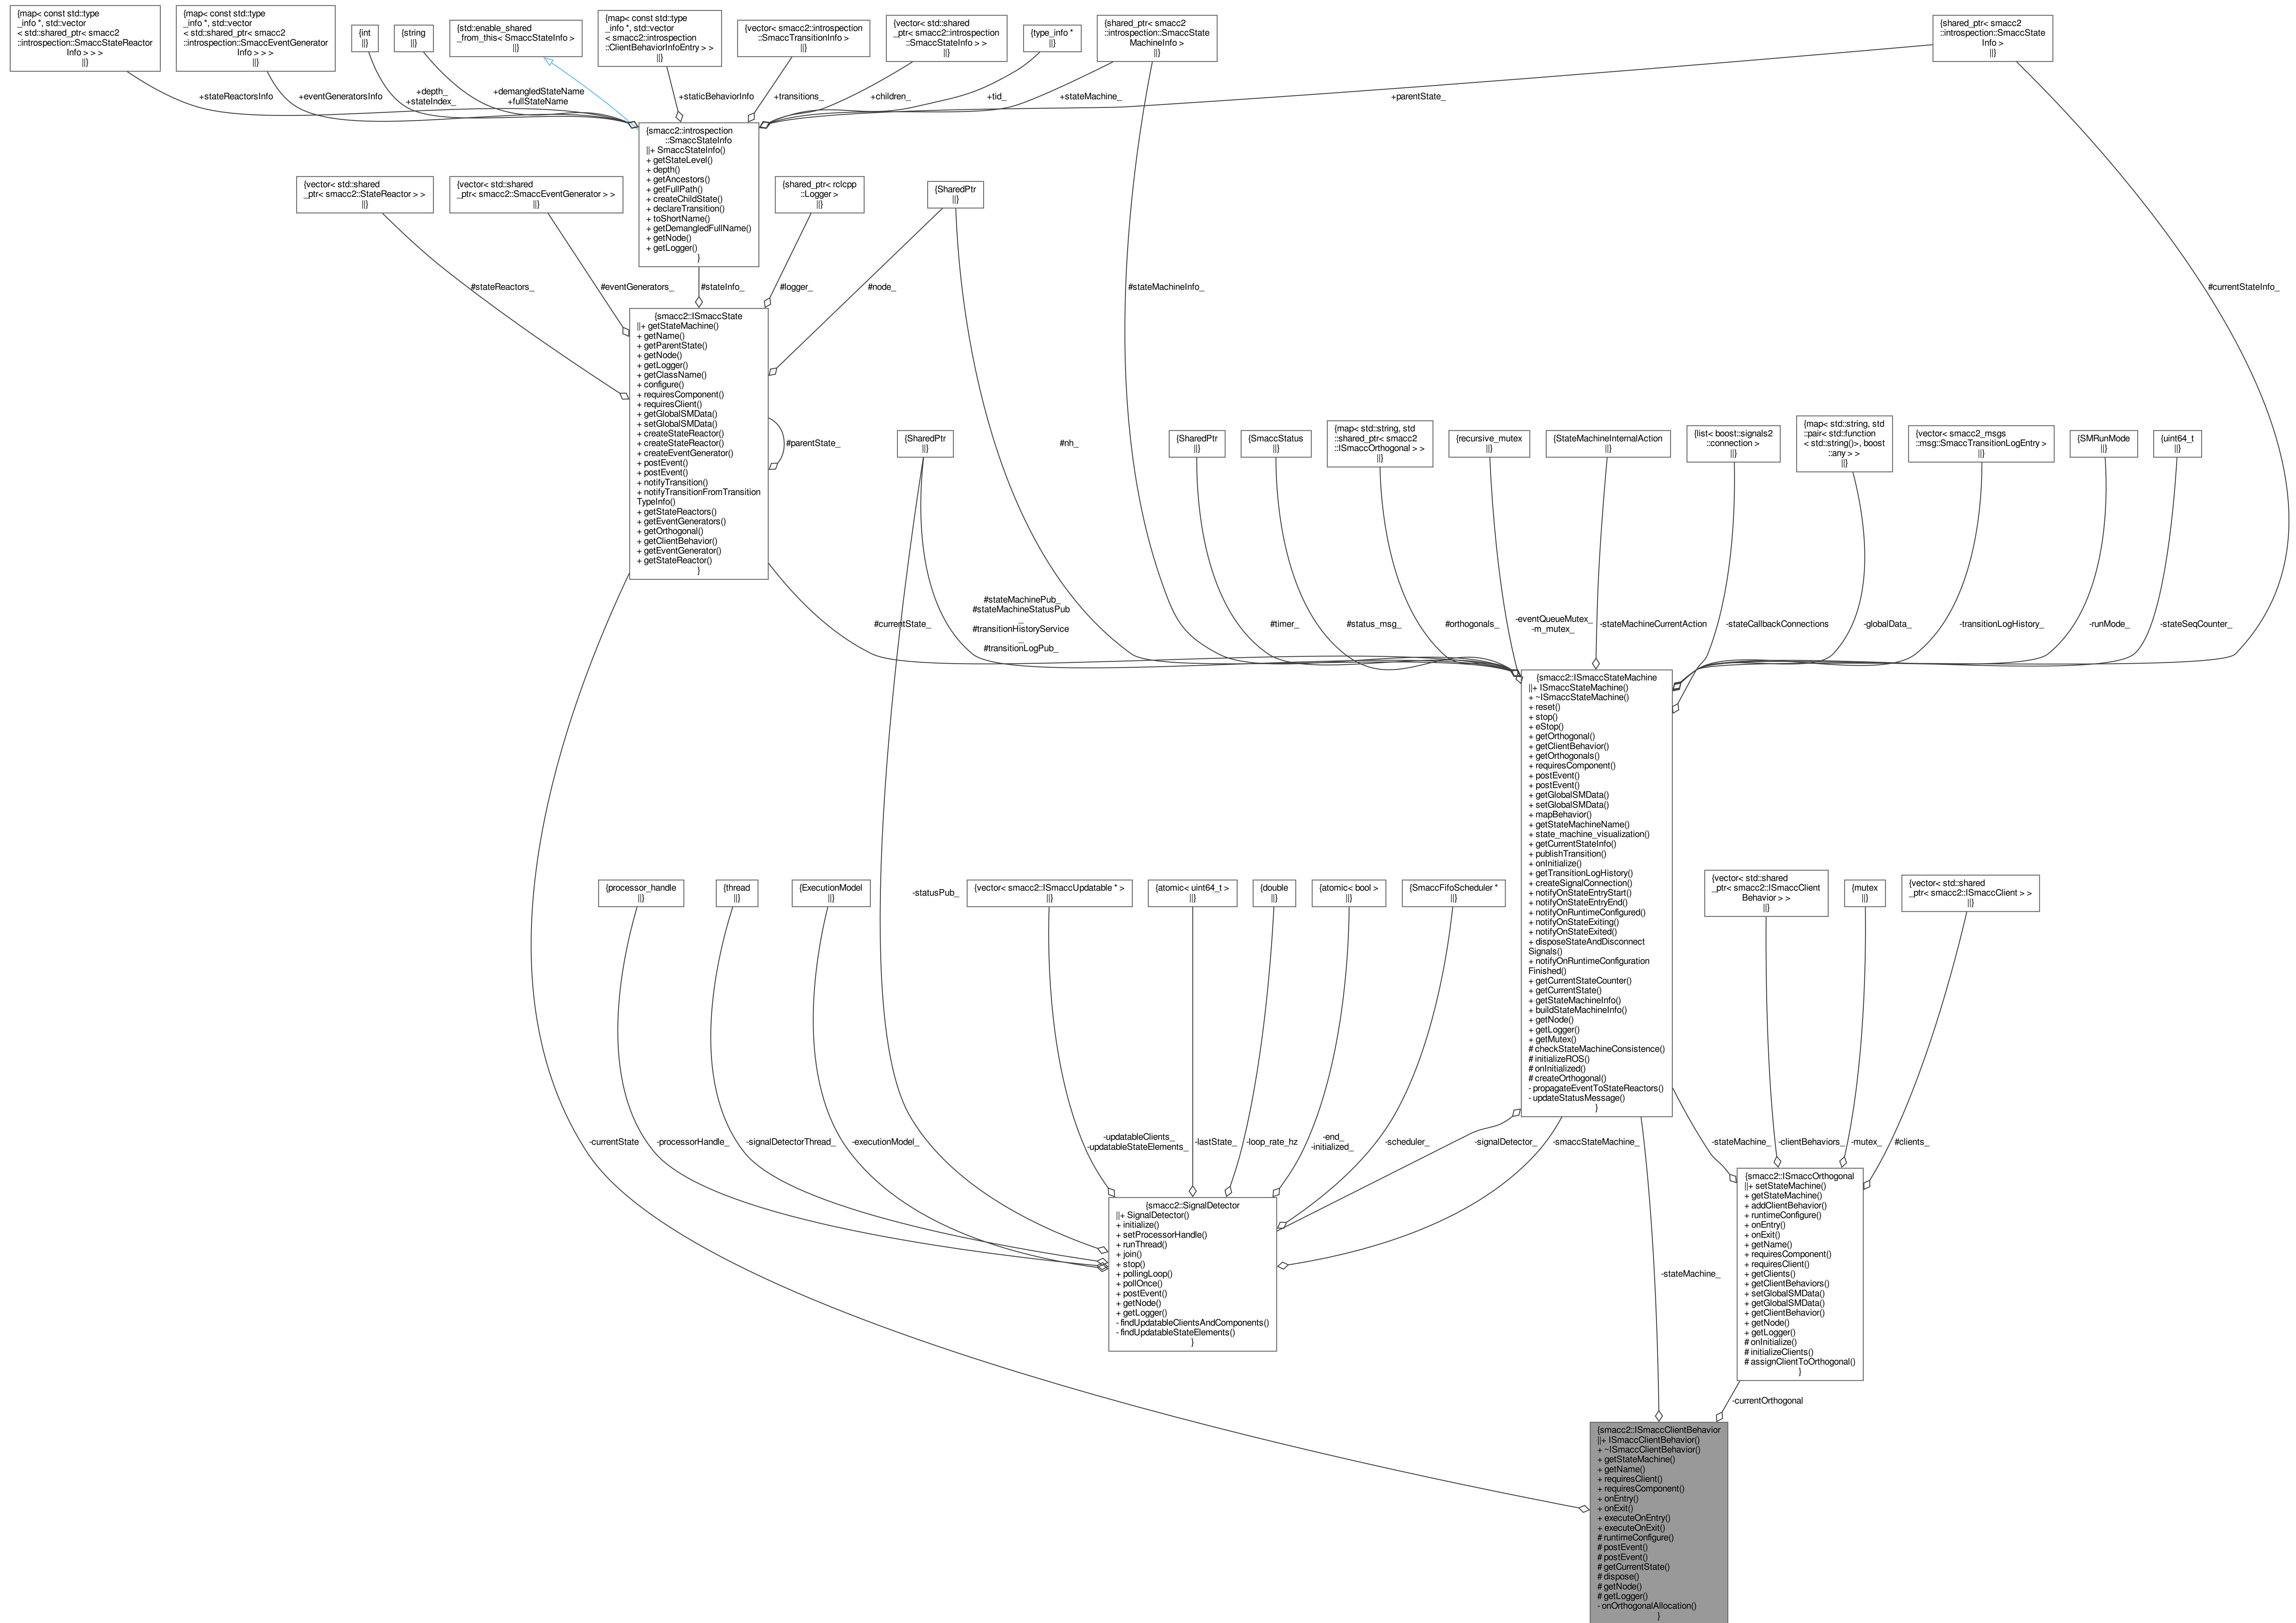 {map< const std::type
_info *, std::vector
< std::shared_ptr< smacc2
::introspection::SmaccStateReactor
Info > > >
||}
{map< const std::type
_info *, std::vector
< std::shared_ptr< smacc2
::introspection::SmaccEventGenerator
Info > > >
||}
{int
||}
{string
||}
{std::enable_shared
_from_this< SmaccStateInfo >
||}
{map< const std::type
_info *, std::vector
< smacc2::introspection
::ClientBehaviorInfoEntry > >
||}
{vector< smacc2::introspection
::SmaccTransitionInfo >
||}
{vector< std::shared
_ptr< smacc2::introspection
::SmaccStateInfo > >
||}
{type_info *
||}
{shared_ptr< smacc2
::introspection::SmaccState
MachineInfo >
||}
{shared_ptr< smacc2
::introspection::SmaccState
Info >
||}
+stateReactorsInfo
+eventGeneratorsInfo
+depth_
+stateIndex_
+demangledStateName
+fullStateName
+staticBehaviorInfo
+transitions_
+children_
+tid_
+stateMachine_
+parentState_
{smacc2::introspection
::SmaccStateInfo
||+ SmaccStateInfo()
+ getStateLevel()
+ depth()
+ getAncestors()
+ getFullPath()
+ createChildState()
+ declareTransition()
+ toShortName()
+ getDemangledFullName()
+ getNode()
+ getLogger()
}
{vector< std::shared
_ptr< smacc2::StateReactor > >
||}
{vector< std::shared
_ptr< smacc2::SmaccEventGenerator > >
||}
{shared_ptr< rclcpp
::Logger >
||}
{SharedPtr
||}
#stateReactors_
#eventGenerators_
#stateInfo_
#logger_
#node_
#stateMachineInfo_
#currentStateInfo_
{smacc2::ISmaccState
||+ getStateMachine()
+ getName()
+ getParentState()
+ getNode()
+ getLogger()
+ getClassName()
+ configure()
+ requiresComponent()
+ requiresClient()
+ getGlobalSMData()
+ setGlobalSMData()
+ createStateReactor()
+ createStateReactor()
+ createEventGenerator()
+ postEvent()
+ postEvent()
+ notifyTransition()
+ notifyTransitionFromTransition
TypeInfo()
+ getStateReactors()
+ getEventGenerators()
+ getOrthogonal()
+ getClientBehavior()
+ getEventGenerator()
+ getStateReactor()
}
#parentState_
{SharedPtr
||}
#nh_
{SharedPtr
||}
{SmaccStatus
||}
{map< std::string, std
::shared_ptr< smacc2
::ISmaccOrthogonal > >
||}
{recursive_mutex
||}
{StateMachineInternalAction
||}
{list< boost::signals2
::connection >
||}
{map< std::string, std
::pair< std::function
< std::string()>, boost
::any > >
||}
{vector< smacc2_msgs
::msg::SmaccTransitionLogEntry >
||}
{SMRunMode
||}
{uint64_t
||}
#currentState_
#stateMachinePub_
#stateMachineStatusPub
_
#transitionHistoryService
_
#transitionLogPub_
#timer_
#status_msg_
#orthogonals_
-eventQueueMutex_
-m_mutex_
-stateMachineCurrentAction
-stateCallbackConnections
-globalData_
-transitionLogHistory_
-runMode_
-stateSeqCounter_
{smacc2::ISmaccStateMachine
||+ ISmaccStateMachine()
+ ~ISmaccStateMachine()
+ reset()
+ stop()
+ eStop()
+ getOrthogonal()
+ getClientBehavior()
+ getOrthogonals()
+ requiresComponent()
+ postEvent()
+ postEvent()
+ getGlobalSMData()
+ setGlobalSMData()
+ mapBehavior()
+ getStateMachineName()
+ state_machine_visualization()
+ getCurrentStateInfo()
+ publishTransition()
+ onInitialize()
+ getTransitionLogHistory()
+ createSignalConnection()
+ notifyOnStateEntryStart()
+ notifyOnStateEntryEnd()
+ notifyOnRuntimeConfigured()
+ notifyOnStateExiting()
+ notifyOnStateExited()
+ disposeStateAndDisconnect
Signals()
+ notifyOnRuntimeConfiguration
Finished()
+ getCurrentStateCounter()
+ getCurrentState()
+ getStateMachineInfo()
+ buildStateMachineInfo()
+ getNode()
+ getLogger()
+ getMutex()
# checkStateMachineConsistence()
# initializeROS()
# onInitialized()
# createOrthogonal()
- propagateEventToStateReactors()
- updateStatusMessage()
}
{processor_handle
||}
{thread
||}
{ExecutionModel
||}
-statusPub_
{vector< smacc2::ISmaccUpdatable * >
||}
{atomic< uint64_t >
||}
{double
||}
{atomic< bool >
||}
{SmaccFifoScheduler *
||}
{vector< std::shared
_ptr< smacc2::ISmaccClient
Behavior > >
||}
{mutex
||}
{vector< std::shared
_ptr< smacc2::ISmaccClient > >
||}
-currentState
-processorHandle_
-signalDetectorThread_
-executionModel_
-updatableClients_
-updatableStateElements_
-lastState_
-loop_rate_hz
-end_
-initialized_
-scheduler_
-signalDetector_
-smaccStateMachine_
-stateMachine_
-clientBehaviors_
-mutex_
#clients_
{smacc2::SignalDetector
||+ SignalDetector()
+ initialize()
+ setProcessorHandle()
+ runThread()
+ join()
+ stop()
+ pollingLoop()
+ pollOnce()
+ postEvent()
+ getNode()
+ getLogger()
- findUpdatableClientsAndComponents()
- findUpdatableStateElements()
}
{smacc2::ISmaccOrthogonal
||+ setStateMachine()
+ getStateMachine()
+ addClientBehavior()
+ runtimeConfigure()
+ onEntry()
+ onExit()
+ getName()
+ requiresComponent()
+ requiresClient()
+ getClients()
+ getClientBehaviors()
+ setGlobalSMData()
+ getGlobalSMData()
+ getClientBehavior()
+ getNode()
+ getLogger()
# onInitialize()
# initializeClients()
# assignClientToOrthogonal()
}
-stateMachine_
-currentOrthogonal
{smacc2::ISmaccClientBehavior
||+ ISmaccClientBehavior()
+ ~ISmaccClientBehavior()
+ getStateMachine()
+ getName()
+ requiresClient()
+ requiresComponent()
+ onEntry()
+ onExit()
+ executeOnEntry()
+ executeOnExit()
# runtimeConfigure()
# postEvent()
# postEvent()
# getCurrentState()
# dispose()
# getNode()
# getLogger()
- onOrthogonalAllocation()
}